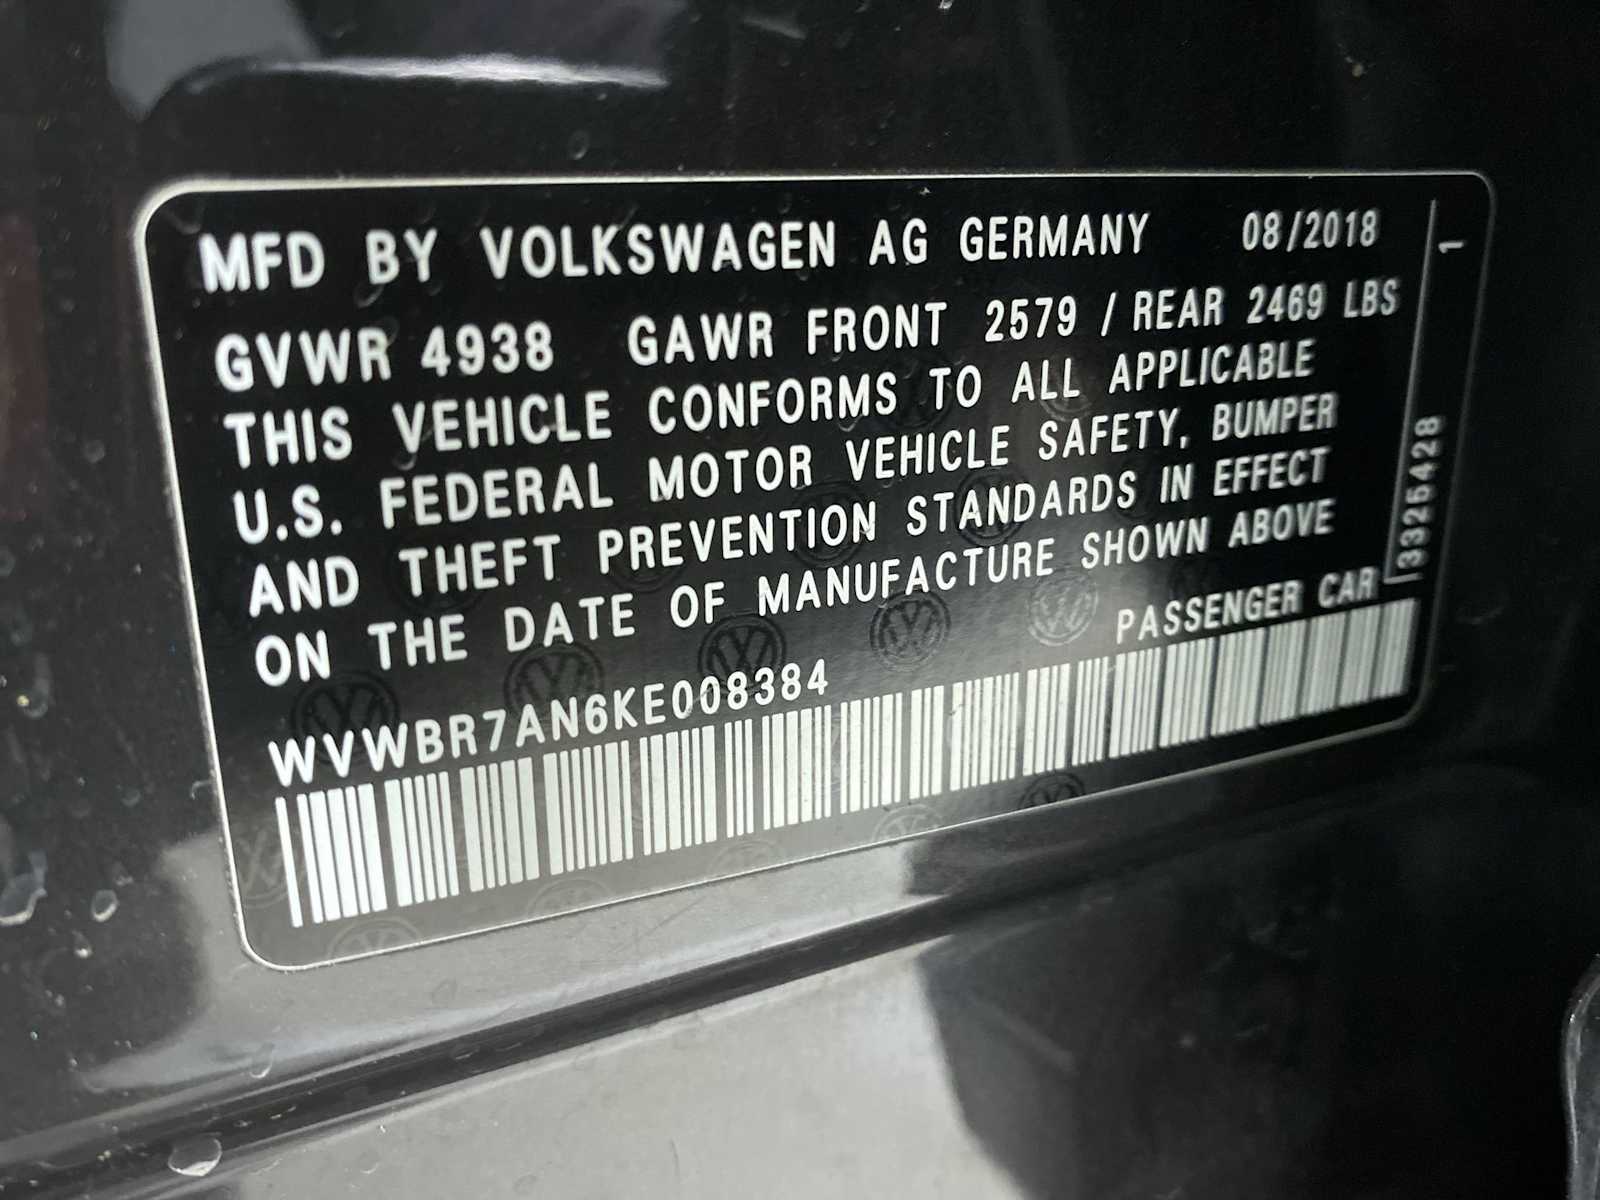 MFD BY VOLKSWAGEN AG GERMANY 08/2018
GVWR 4938 GAWR FRONT 2579 / REAR 2469 LBS
THIS VEHICLE CONFORMS TO ALL APPLICABLE
U.S. FEDERAL MOTOR VEHICLE SAFETY, BUMPER
AND THEFT PREVENTION STANDARDS IN EFFECT
ON THE DATE OF MANUFACTURE SHOWN ABOVE
WVWBR7AN6KE008384 PASSENGER CAR
3325428 1